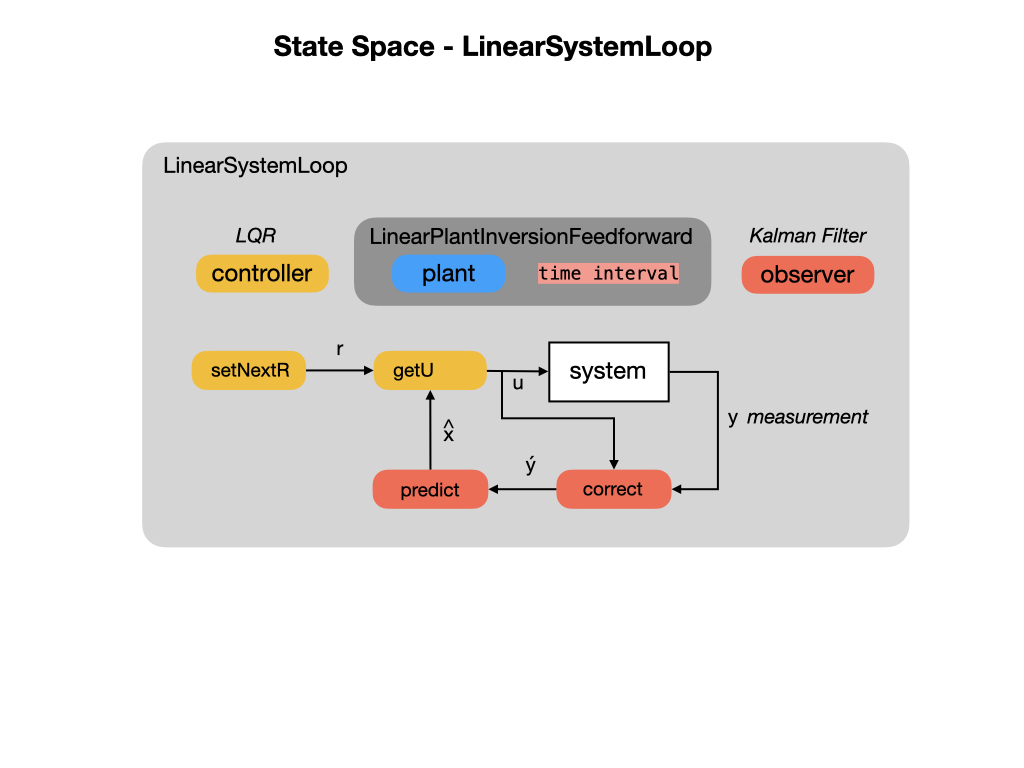 State Space - LinearSystemLoop
LinearSystemLoop
LQR
controller
LinearPlantInversionFeedforward
plant
time interval
Kalman Filter
observer
setNextR
r
getU
u
system
y measurement
x̂
predict
ý
correct